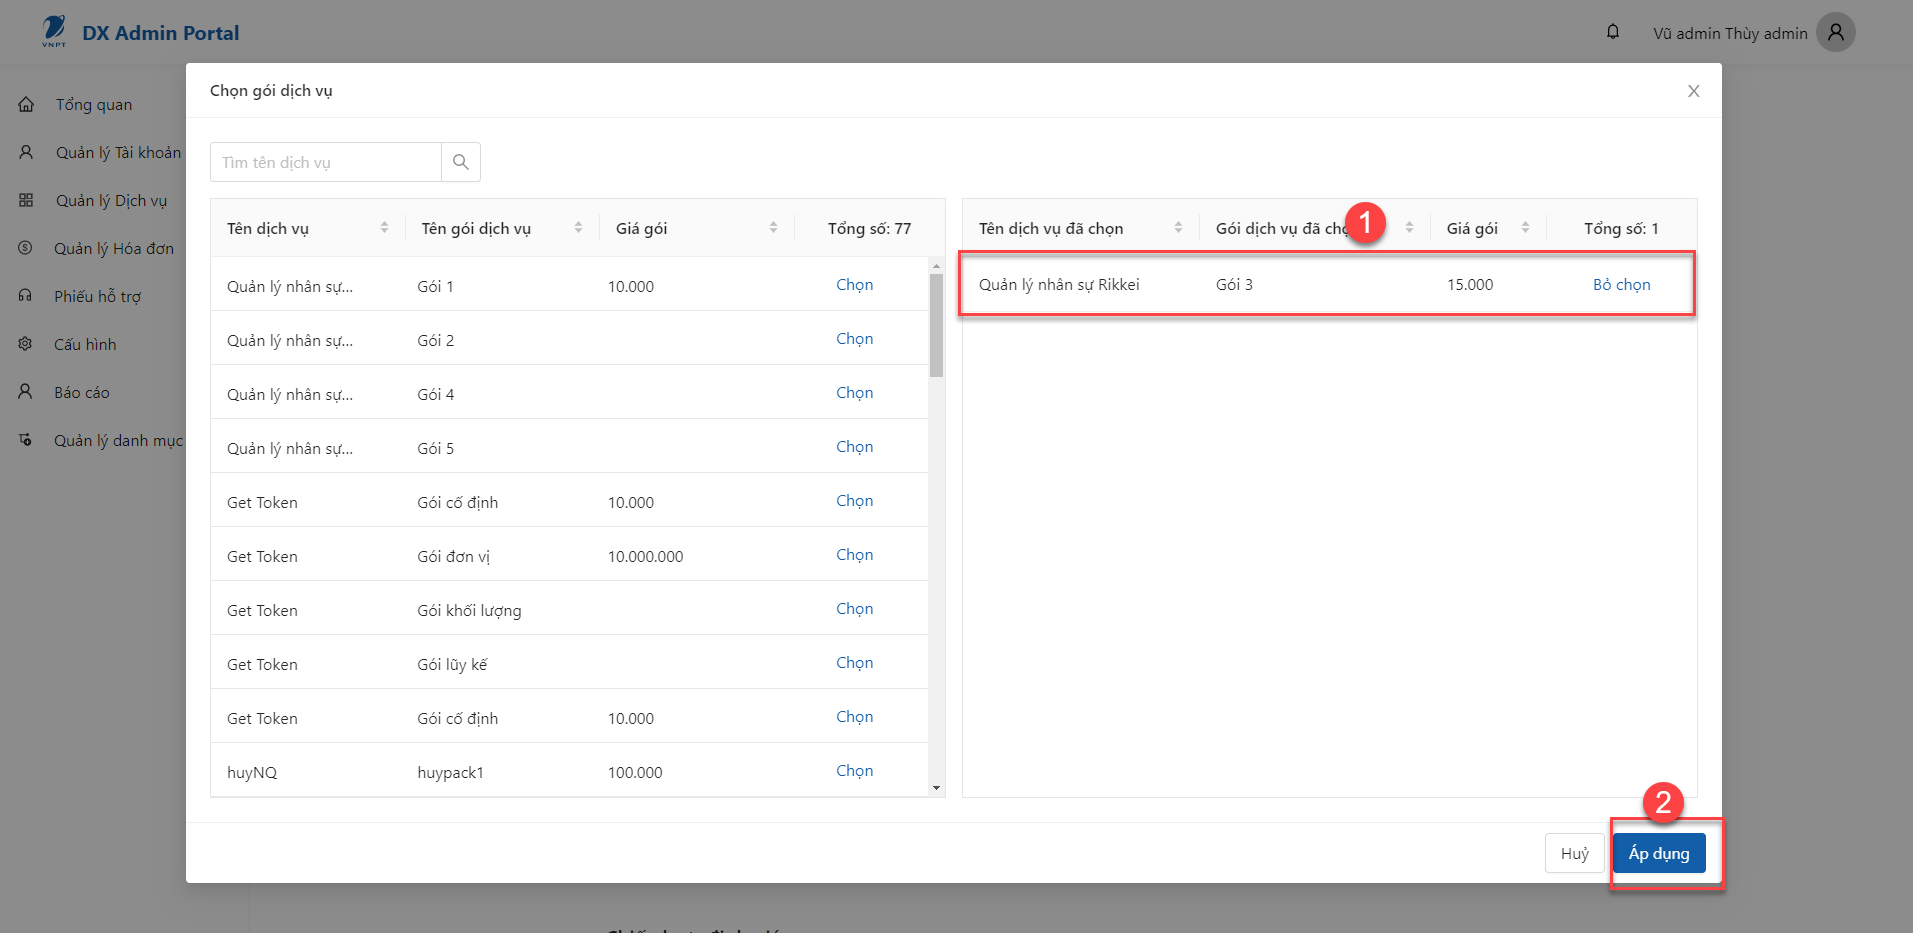 VNPT
DX Admin Portal
Vũ admin Thùy admin
Tổng quan
Quản lý Tài khoản
Quản lý Dịch vụ
Quản lý Hóa đơn
Phiếu hỗ trợ
Cấu hình
Báo cáo
Quản lý danh mục
Chọn gói dịch vụ
X
Tìm tên dịch vụ
Tên dịch vụ Tên gói dịch vụ Giá gói Tổng số: 77
Quản lý nhân sự... Gói 1 10.000 Chọn
Quản lý nhân sự... Gói 2 Chọn
Quản lý nhân sự... Gói 4 Chọn
Quản lý nhân sự... Gói 5 Chọn
Get Token Gói cố định 10.000 Chọn
Get Token Gói đơn vị 10.000.000 Chọn
Get Token Gói khối lượng Chọn
Get Token Gói lũy kế Chọn
Get Token Gói cố định 10.000 Chọn
huyNQ huypack1 100.000 Chọn
Tên dịch vụ đã chọn Gói dịch vụ đã Giá gói Tổng số: 1
1
Quản lý nhân sự Rikkei Gói 3 15.000 Bỏ chọn
2
Huỷ Áp dụng